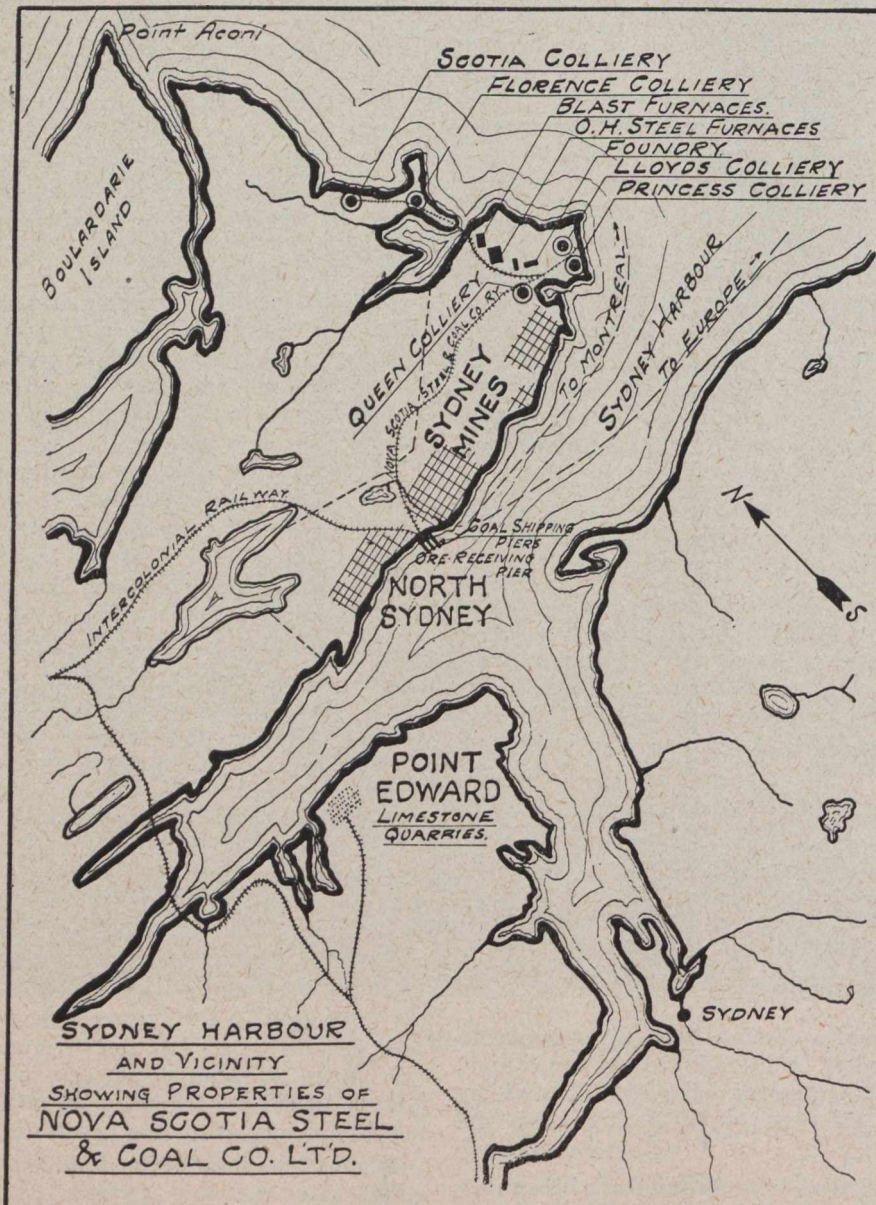 Point Aconi
SCOTIA COLLIERY
FLORENCE COLLIERY
BLAST FURNACES.
O.H. STEEL FURNACES
FOUNDRY
LLOYDS COLLIERY
PRINCESS COLLIERY
BOULARDARIE
ISLAND
QUEEN COLLIERY
NOVA SCOTIA STEEL & COAL CO. RY.
SYDNEY
MINES
TO MONTREAL
SYDNEY HARBOUR
TO EUROPE
INTERCOLONIAL RAILWAY
COAL SHIPPING
PIERS
ORE RECEIVING
PIER
NORTH
SYDNEY
N
S
POINT
EDWARD
LIMESTONE
QUARRIES.
SYDNEY
SYDNEY HARBOUR
AND VICINITY
SHOWING PROPERTIES OF
NOVA SCOTIA STEEL
& COAL CO. LT'D.